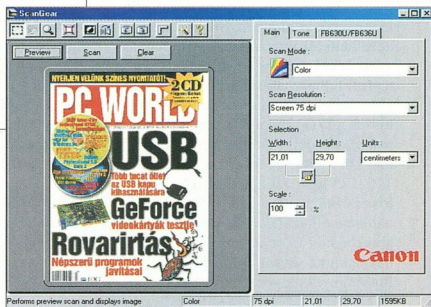 ScanGear
Preview
Scan
Clear
NYERJEN VELÜNK SZÍNES NYOMTATÓT!
2CD
PC WORLD
USB
Több tucat ötlet
az USB kapu
kihasználására
GeForce
videókártyák tesztje
Rovarirtás
Népszerű programok
javításai
Main
Tone
FB630U/FB636U
Scan Mode :
Color
Scan Resolution :
Screen 75 dpi
Selection
Width :
Height :
Units :
21,01
29,70
centimeters
Scale :
100
%
Canon
Performs preview scan and displays image
Color
75 dpi
21,01
29,70
1595KB